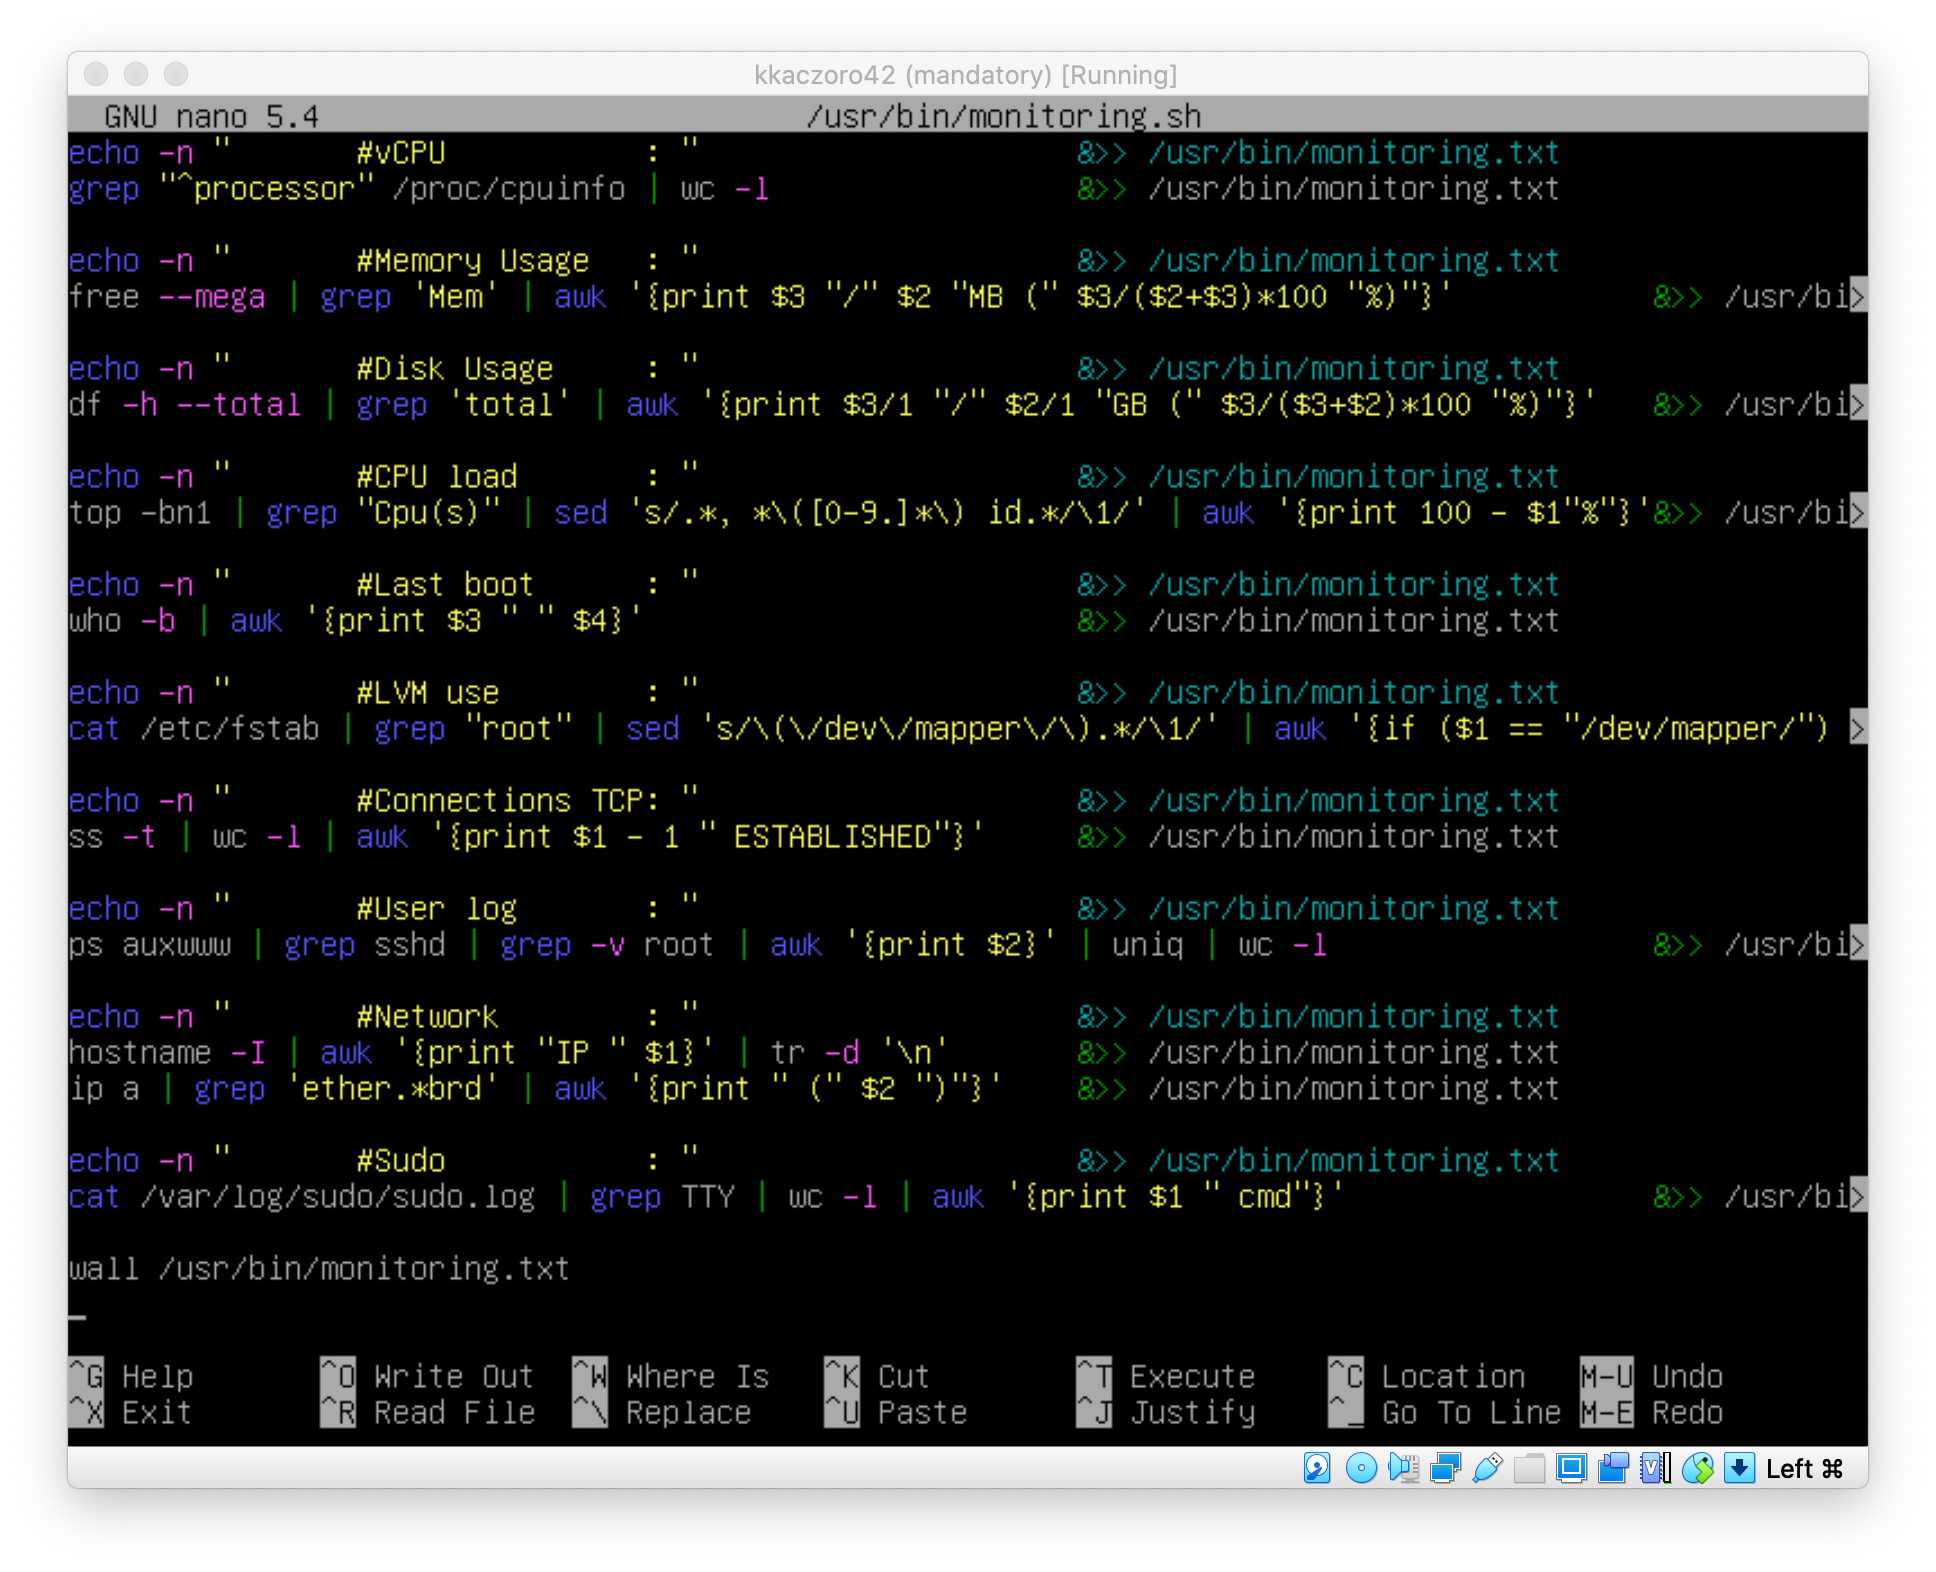 kkaczoro42 (mandatory) [Running]
GNU nano 5.4 /usr/bin/monitoring.sh
echo -n "       #vCPU           : "                     &>> /usr/bin/monitoring.txt
grep "^processor" /proc/cpuinfo | wc -l                 &>> /usr/bin/monitoring.txt
echo -n "       #Memory Usage   : "                     &>> /usr/bin/monitoring.txt
free --mega | grep 'Mem' | awk '{print $3 "/" $2 "MB (" $3/($2+$3)*100 "%)"}'           &>> /usr/bi>
echo -n "       #Disk Usage     : "                     &>> /usr/bin/monitoring.txt
df -h --total | grep 'total' | awk '{print $3/1 "/" $2/1 "GB (" $3/($3+$2)*100 "%)"}'   &>> /usr/bi>
echo -n "       #CPU load       : "                     &>> /usr/bin/monitoring.txt
top -bn1 | grep "Cpu(s)" | sed 's/.*, *\([0-9.]*\) id.*/\1/' | awk '{print 100 - $1"%"}'&>> /usr/bi>
echo -n "       #Last boot      : "                     &>> /usr/bin/monitoring.txt
who -b | awk '{print $3 " " $4}'                        &>> /usr/bin/monitoring.txt
echo -n "       #LVM use        : "                     &>> /usr/bin/monitoring.txt
cat /etc/fstab | grep "root" | sed 's/\(\/dev\/mapper\/\).*/\1/' | awk '{if ($1 == "/dev/mapper/") >
echo -n "       #Connections TCP: "                     &>> /usr/bin/monitoring.txt
ss -t | wc -l | awk '{print $1 - 1 " ESTABLISHED"}'     &>> /usr/bin/monitoring.txt
echo -n "       #User log       : "                     &>> /usr/bin/monitoring.txt
ps auxwww | grep sshd | grep -v root | awk '{print $2}' | uniq | wc -l                  &>> /usr/bi>
echo -n "       #Network        : "                     &>> /usr/bin/monitoring.txt
hostname -I | awk '{print "IP " $1}' | tr -d '\n'       &>> /usr/bin/monitoring.txt
ip a | grep 'ether.*brd' | awk '{print " (" $2 ")"}'    &>> /usr/bin/monitoring.txt
echo -n "       #Sudo           : "                     &>> /usr/bin/monitoring.txt
cat /var/log/sudo/sudo.log | grep TTY | wc -l | awk '{print $1 " cmd"}'                 &>> /usr/bi>
wall /usr/bin/monitoring.txt
^G Help ^O Write Out ^W Where Is ^K Cut ^T Execute ^C Location M-U Undo
^X Exit ^R Read File ^\ Replace ^U Paste ^J Justify ^_ Go To Line M-E Redo
Left ⌘